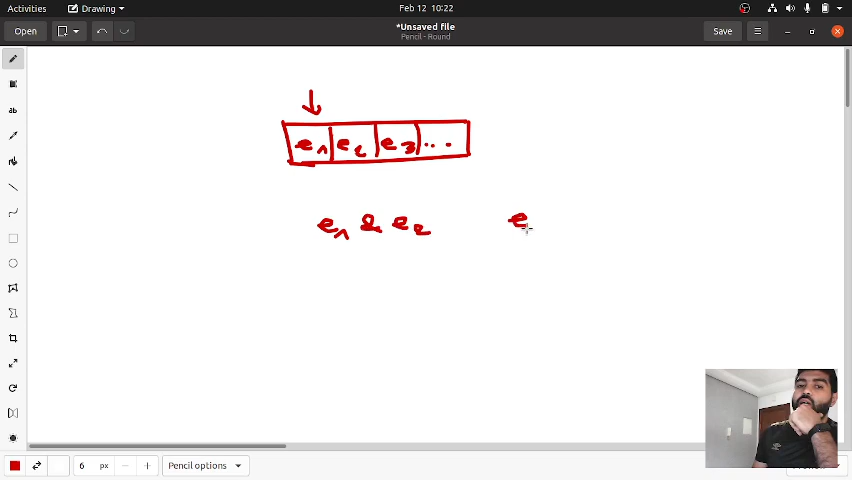 Activities Drawing Feb 12 10:22
Open *Unsaved file Save
Pencil - Round
ab
e1 e2 e3 ...
e1 & e2 e
6 px Pencil options